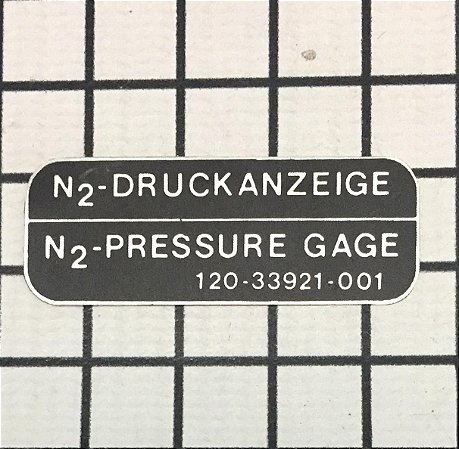 N2-DRUCKANZEIGE
N2-PRESSURE GAGE
120-33921-001